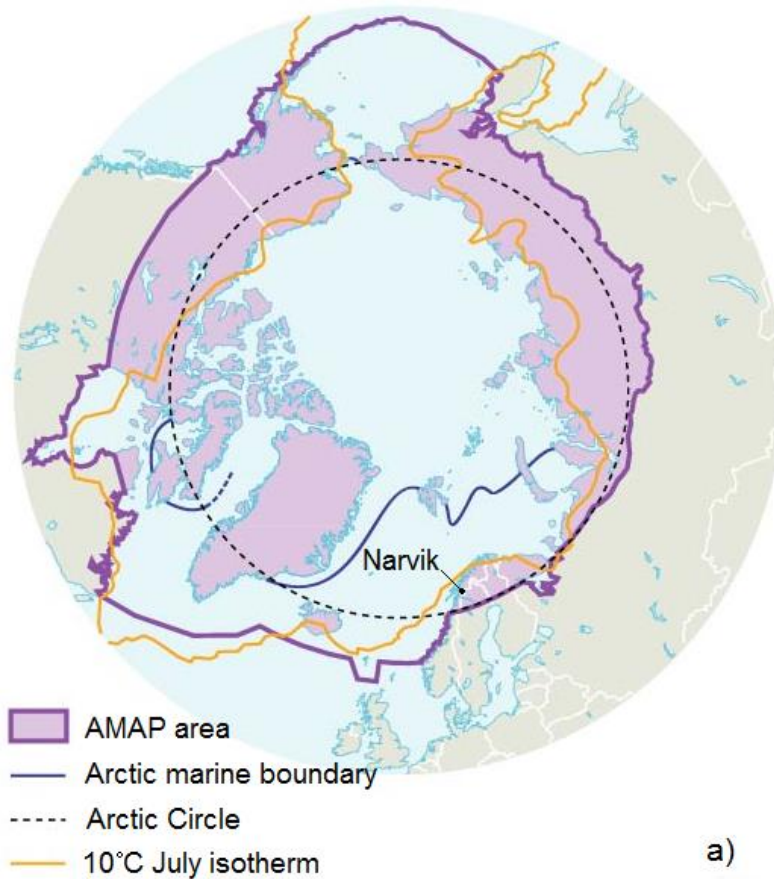 Narvik
AMAP area
Arctic marine boundary
Arctic Circle
10°C July isotherm
a)